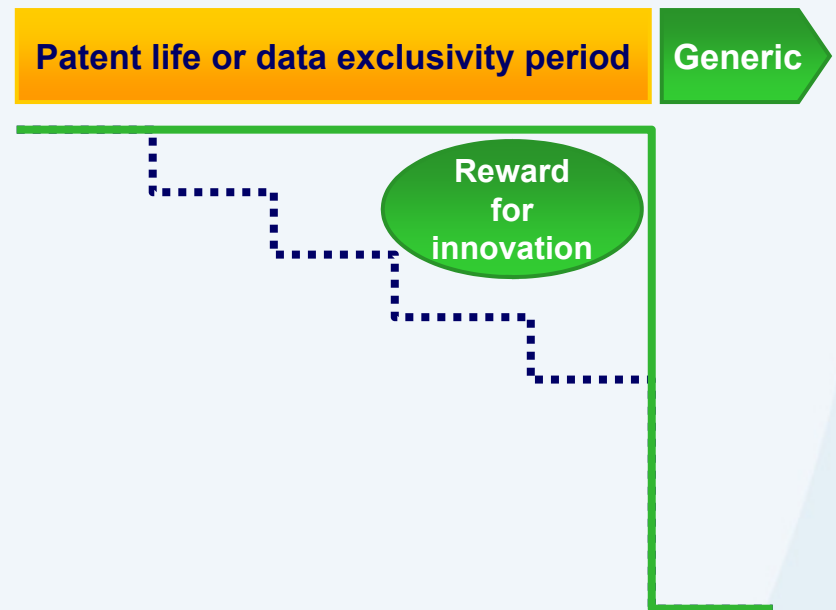 Patent life or data exclusivity period
Generic
Reward
for
innovation